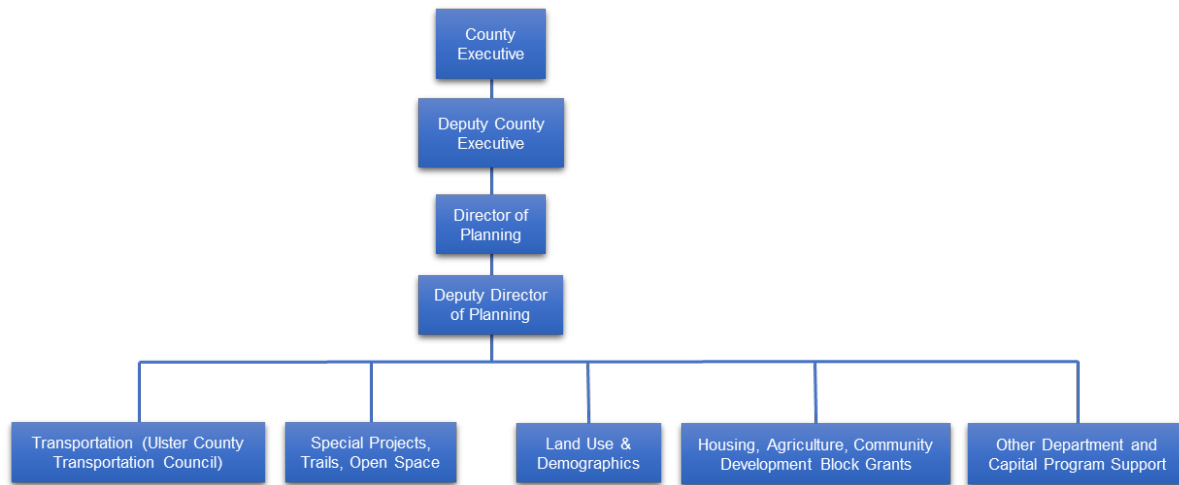 County
Executive
Deputy County
Executive
Director of
Planning
Deputy Director
of Planning
Transportation (Ulster County
Transportation Council)
Special Projects,
Trails, Open Space
Land Use &
Demographics
Housing, Agriculture, Community
Development Block Grants
Other Department and
Capital Program Support